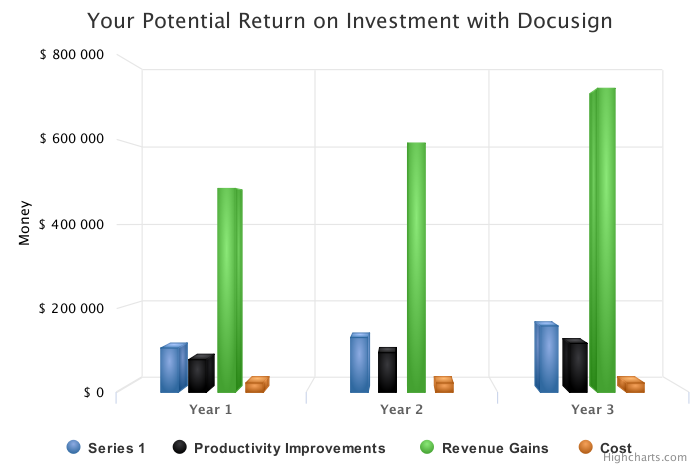 Your Potential Return on Investment with Docusign
$ 800 000
$ 600 000
$ 400 000
$ 200 000
$ 0
Money
Year 1 Year 2 Year 3
Series 1 Productivity Improvements Revenue Gains Cost
Highcharts.com